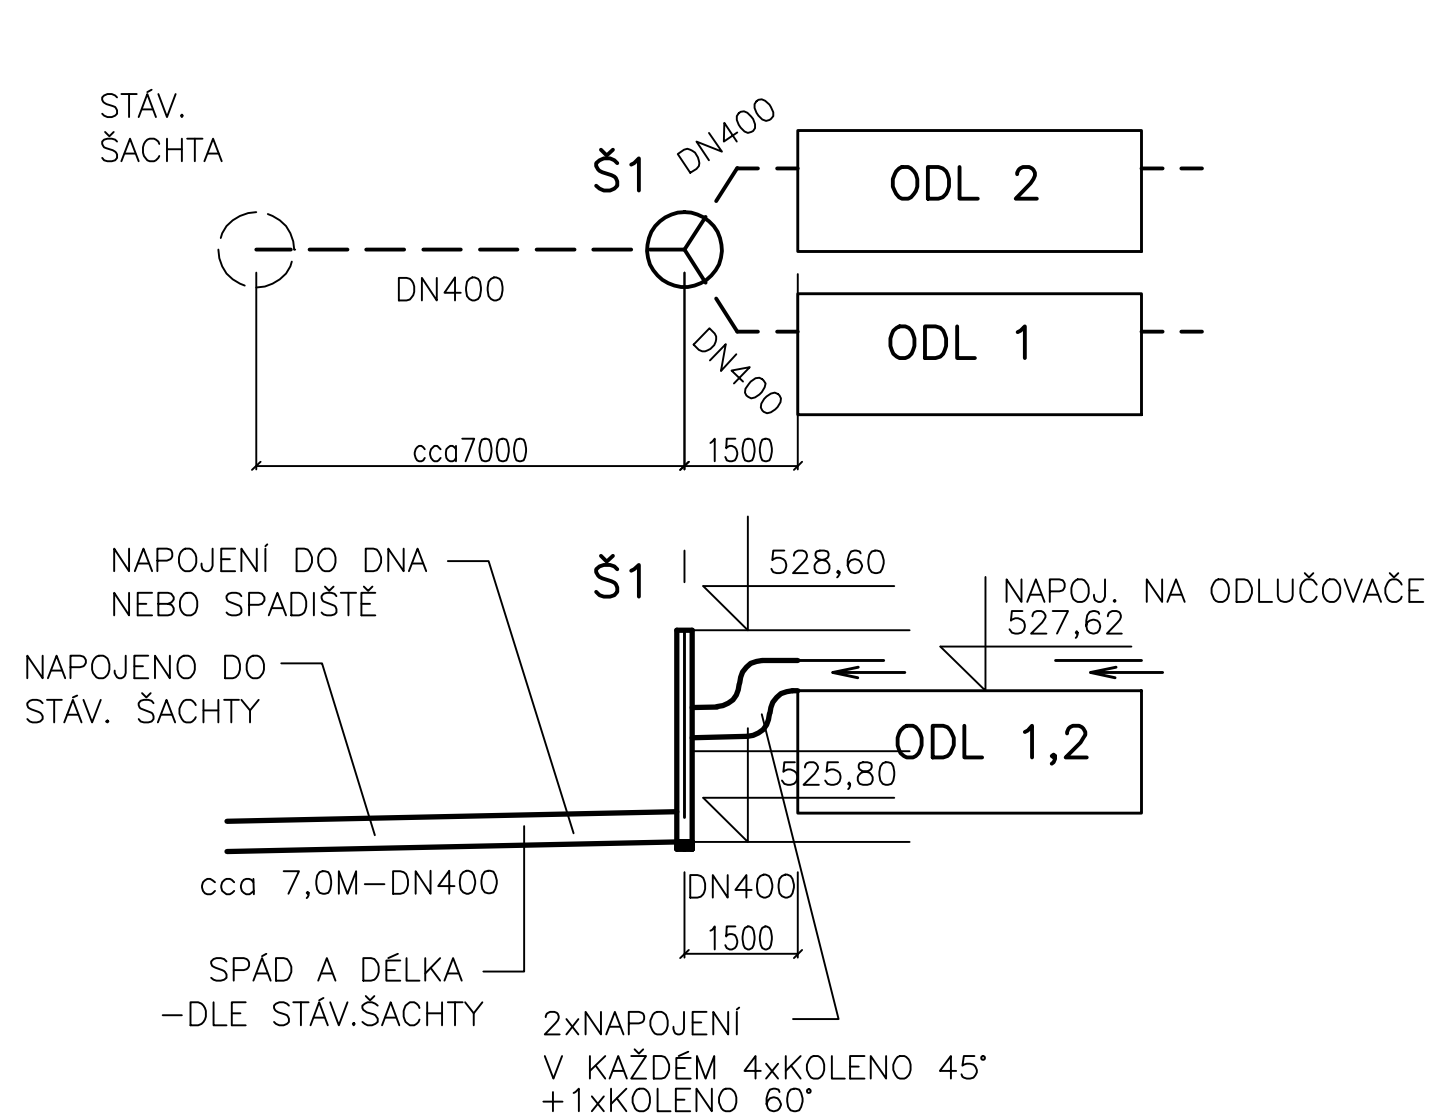 STÁV.
ŠACHTA
Š1
DN400
ODL 2
DN400
ODL 1
DN400
cca7000
1500
NAPOJENÍ DO DNA
NEBO SPADIŠTĚ
Š1
528,60
NAPOJ. NA ODLUČOVAČE
527,62
NAPOJENO DO
STÁV. ŠACHTY
ODL 1,2
525,80
cca 7,0M-DN400
DN400
1500
SPÁD A DÉLKA
-DLE STÁV.ŠACHTY
2xNAPOJENÍ
V KAŽDÉM 4xKOLENO 45°
+1xKOLENO 60°